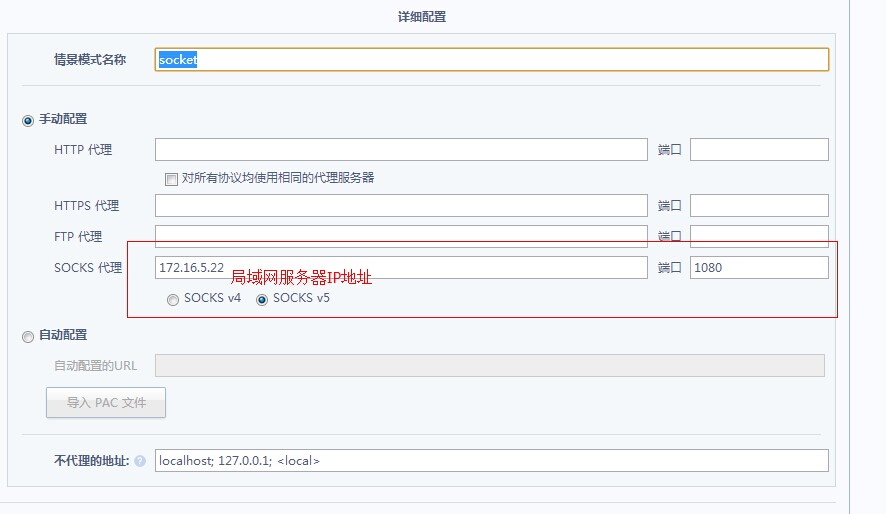 详细配置
情景模式名称 socket
手动配置
HTTP 代理 端口
对所有协议均使用相同的代理服务器
HTTPS 代理 端口
FTP 代理 端口
SOCKS 代理 172.16.5.22 局域网服务器IP地址 端口 1080
SOCKS v4 SOCKS v5
自动配置
自动配置的URL
导入 PAC 文件
不代理的地址: ? localhost; 127.0.0.1; <local>